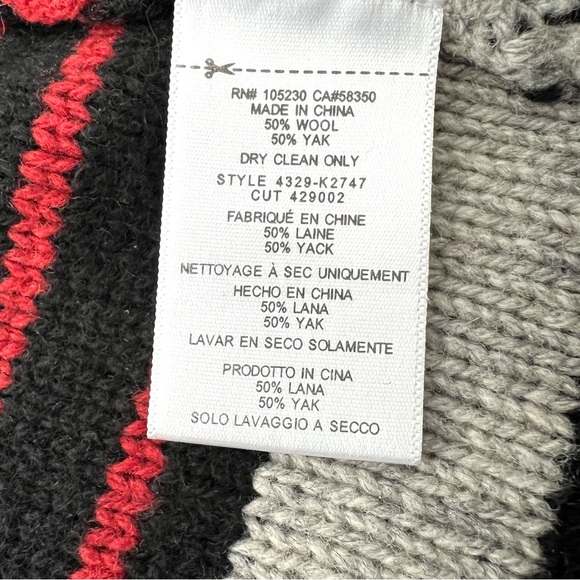 RN# 105230 CA#58350
MADE IN CHINA
50% WOOL
50% YAK
DRY CLEAN ONLY
STYLE 4329-K2747
CUT 429002
FABRIQUÉ EN CHINE
50% LAINE
50% YACK
NETTOYAGE À SEC UNIQUEMENT
HECHO EN CHINA
50% LANA
50% YAK
LAVAR EN SECO SOLAMENTE
PRODOTTO IN CINA
50% LANA
50% YAK
SOLO LAVAGGIO A SECCO